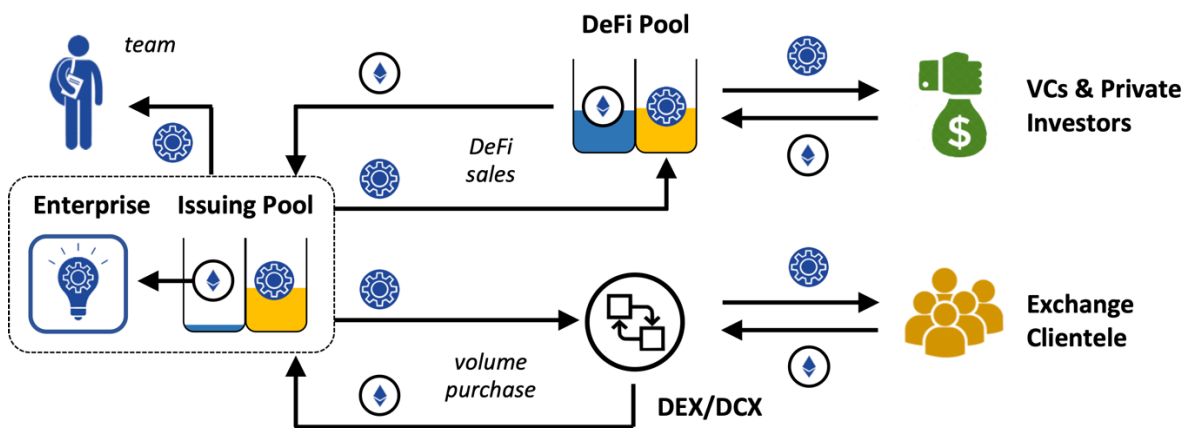 team
DeFi Pool
VCs & Private
Investors
$
DeFi
sales
Enterprise
Issuing Pool
Exchange
Clientele
volume
purchase
DEX/DCX